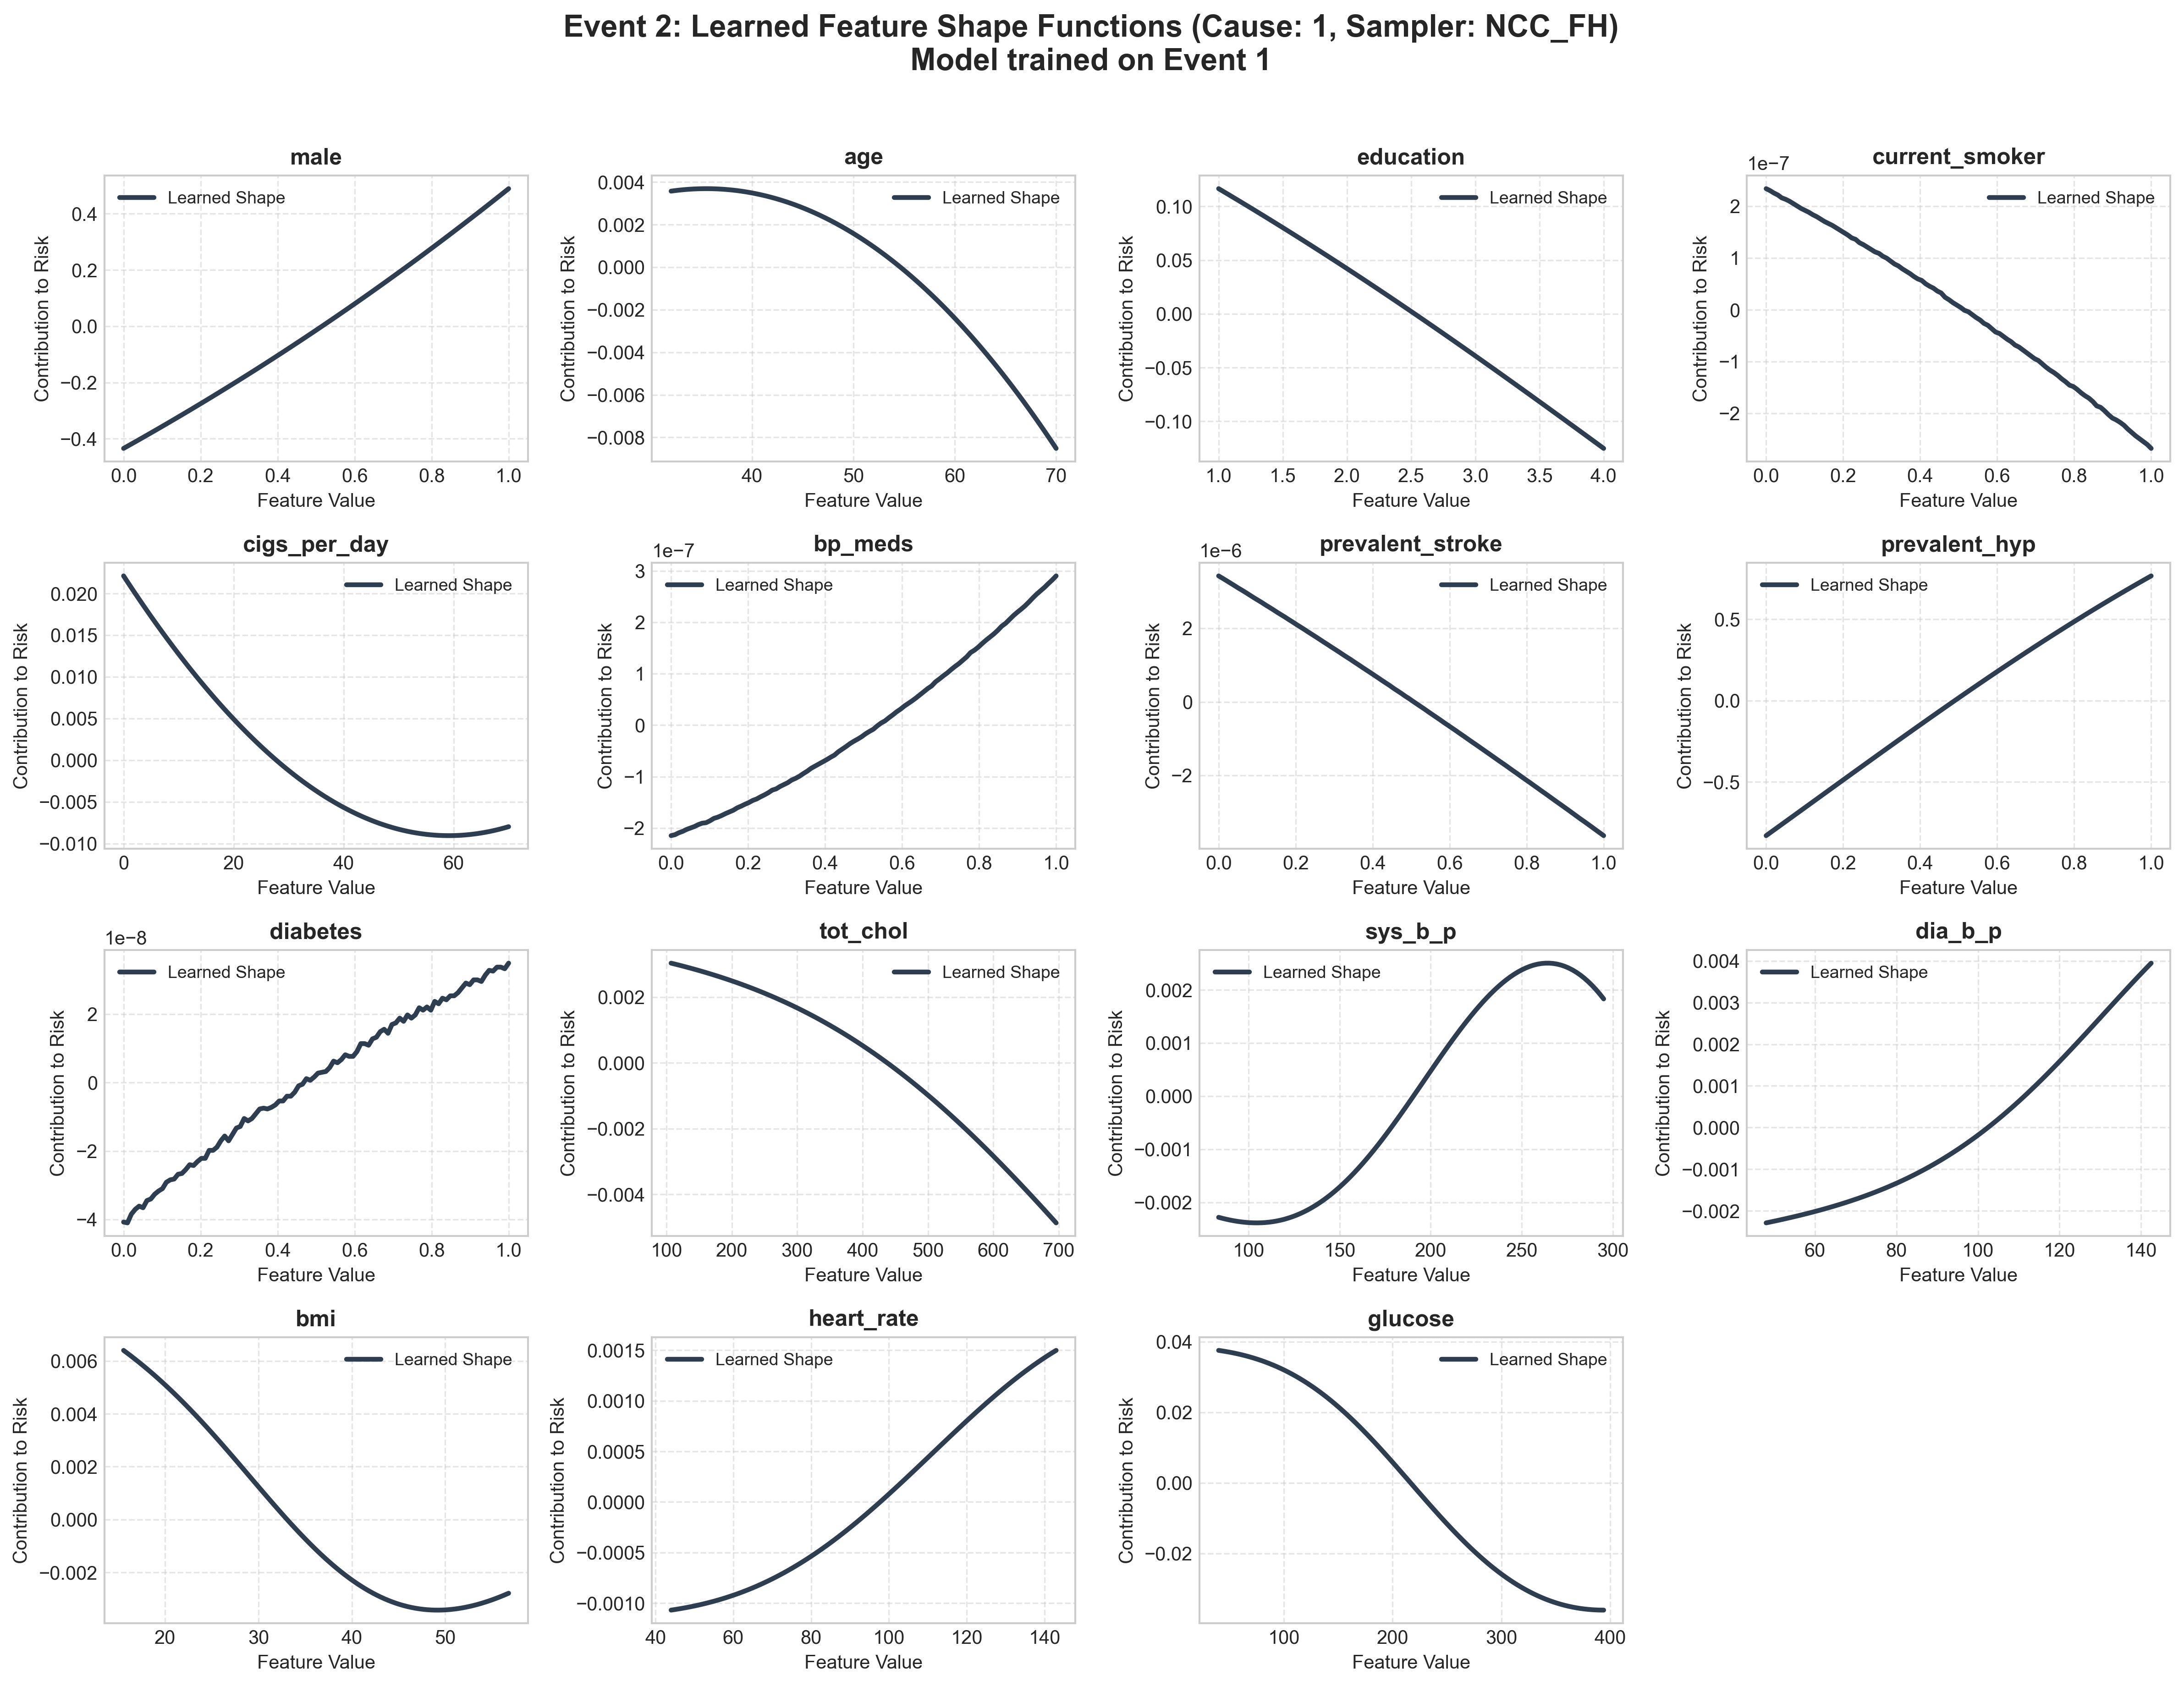 Event 2: Learned Feature Shape Functions (Cause: 1, Sampler: NCC_FH)
Model trained on Event 1
male
Learned Shape
Contribution to Risk
0.4
0.2
0.0
−0.2
−0.4
0.0 0.2 0.4 0.6 0.8 1.0
Feature Value
age
Learned Shape
Contribution to Risk
0.004
0.002
0.000
−0.002
−0.004
−0.006
−0.008
40 50 60 70
Feature Value
education
Learned Shape
Contribution to Risk
0.10
0.05
0.00
−0.05
−0.10
1.0 1.5 2.0 2.5 3.0 3.5 4.0
Feature Value
1e−7
current_smoker
Learned Shape
Contribution to Risk
2
1
0
−1
−2
0.0 0.2 0.4 0.6 0.8 1.0
Feature Value
cigs_per_day
Learned Shape
Contribution to Risk
0.020
0.015
0.010
0.005
0.000
−0.005
−0.010
0 20 40 60
Feature Value
1e−7
bp_meds
Learned Shape
Contribution to Risk
3
2
1
0
−1
−2
0.0 0.2 0.4 0.6 0.8 1.0
Feature Value
1e−6
prevalent_stroke
Learned Shape
Contribution to Risk
2
0
−2
0.0 0.2 0.4 0.6 0.8 1.0
Feature Value
prevalent_hyp
Learned Shape
Contribution to Risk
0.5
0.0
−0.5
0.0 0.2 0.4 0.6 0.8 1.0
Feature Value
1e−8
diabetes
Learned Shape
Contribution to Risk
2
0
−2
−4
0.0 0.2 0.4 0.6 0.8 1.0
Feature Value
tot_chol
Learned Shape
Contribution to Risk
0.002
0.000
−0.002
−0.004
100 200 300 400 500 600 700
Feature Value
sys_b_p
Learned Shape
Contribution to Risk
0.002
0.001
0.000
−0.001
−0.002
100 150 200 250 300
Feature Value
dia_b_p
Learned Shape
Contribution to Risk
0.004
0.003
0.002
0.001
0.000
−0.001
−0.002
60 80 100 120 140
Feature Value
bmi
Learned Shape
Contribution to Risk
0.006
0.004
0.002
0.000
−0.002
20 30 40 50
Feature Value
heart_rate
Learned Shape
Contribution to Risk
0.0015
0.0010
0.0005
0.0000
−0.0005
−0.0010
40 60 80 100 120 140
Feature Value
glucose
Learned Shape
Contribution to Risk
0.04
0.02
0.00
−0.02
100 200 300 400
Feature Value